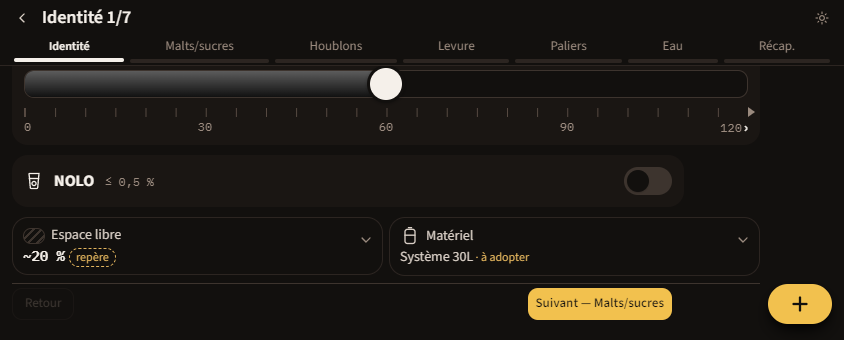 Identité 1/7
Identité Malts/sucres Houblons Levure Paliers Eau Récap.
0 30 60 90 120›
NOLO ≤ 0,5 %
Espace libre
~20 % repère
Matériel
Système 30L · à adopter
Retour
Suivant — Malts/sucres
+